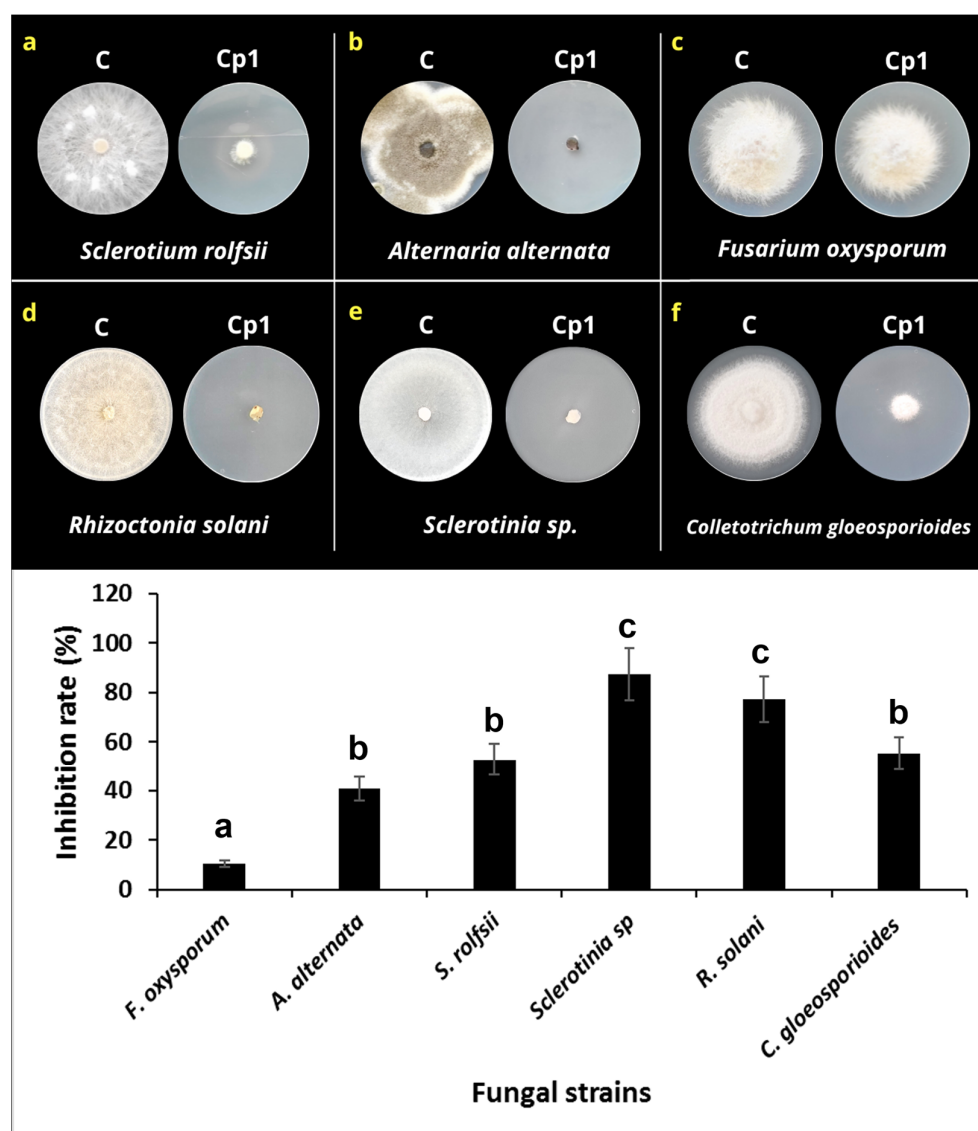 a
C Cp1
Sclerotium rolfsii
b
C Cp1
Alternaria alternata
c
C Cp1
Fusarium oxysporum
d
C Cp1
Rhizoctonia solani
e
C Cp1
Sclerotinia sp.
f
C Cp1
Colletotrichum gloeosporioides
Inhibition rate (%)
120
100
80
60
40
20
0
a
b
b
c
c
b
F. oxysporum
A. alternata
S. rolfsii
Sclerotinia sp
R. solani
C. gloeosporioides
Fungal strains